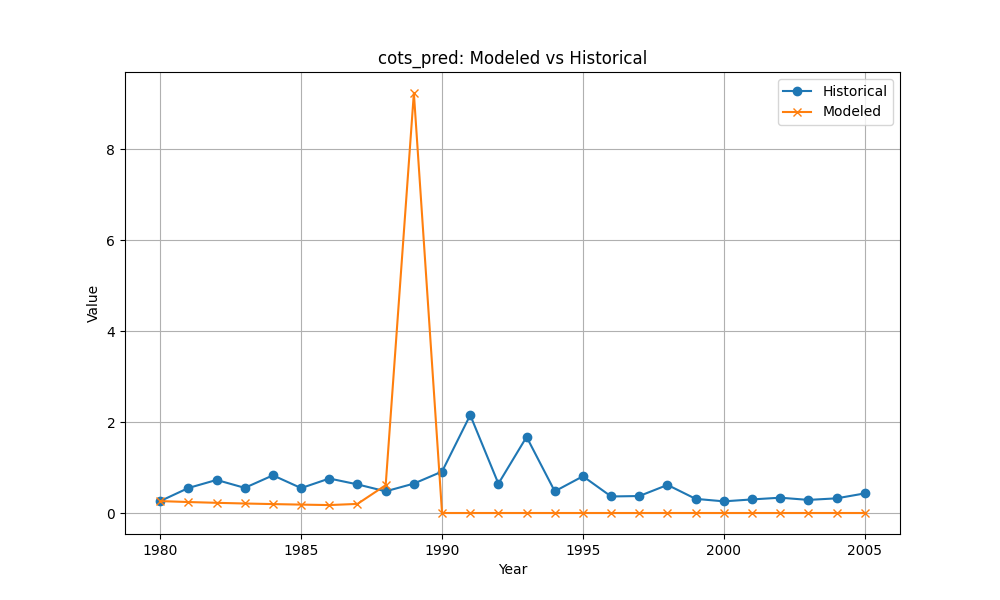 cots_pred: Modeled vs Historical
Historical
Modeled
Value
8
6
4
2
0
1980 1985 1990 1995 2000 2005
Year